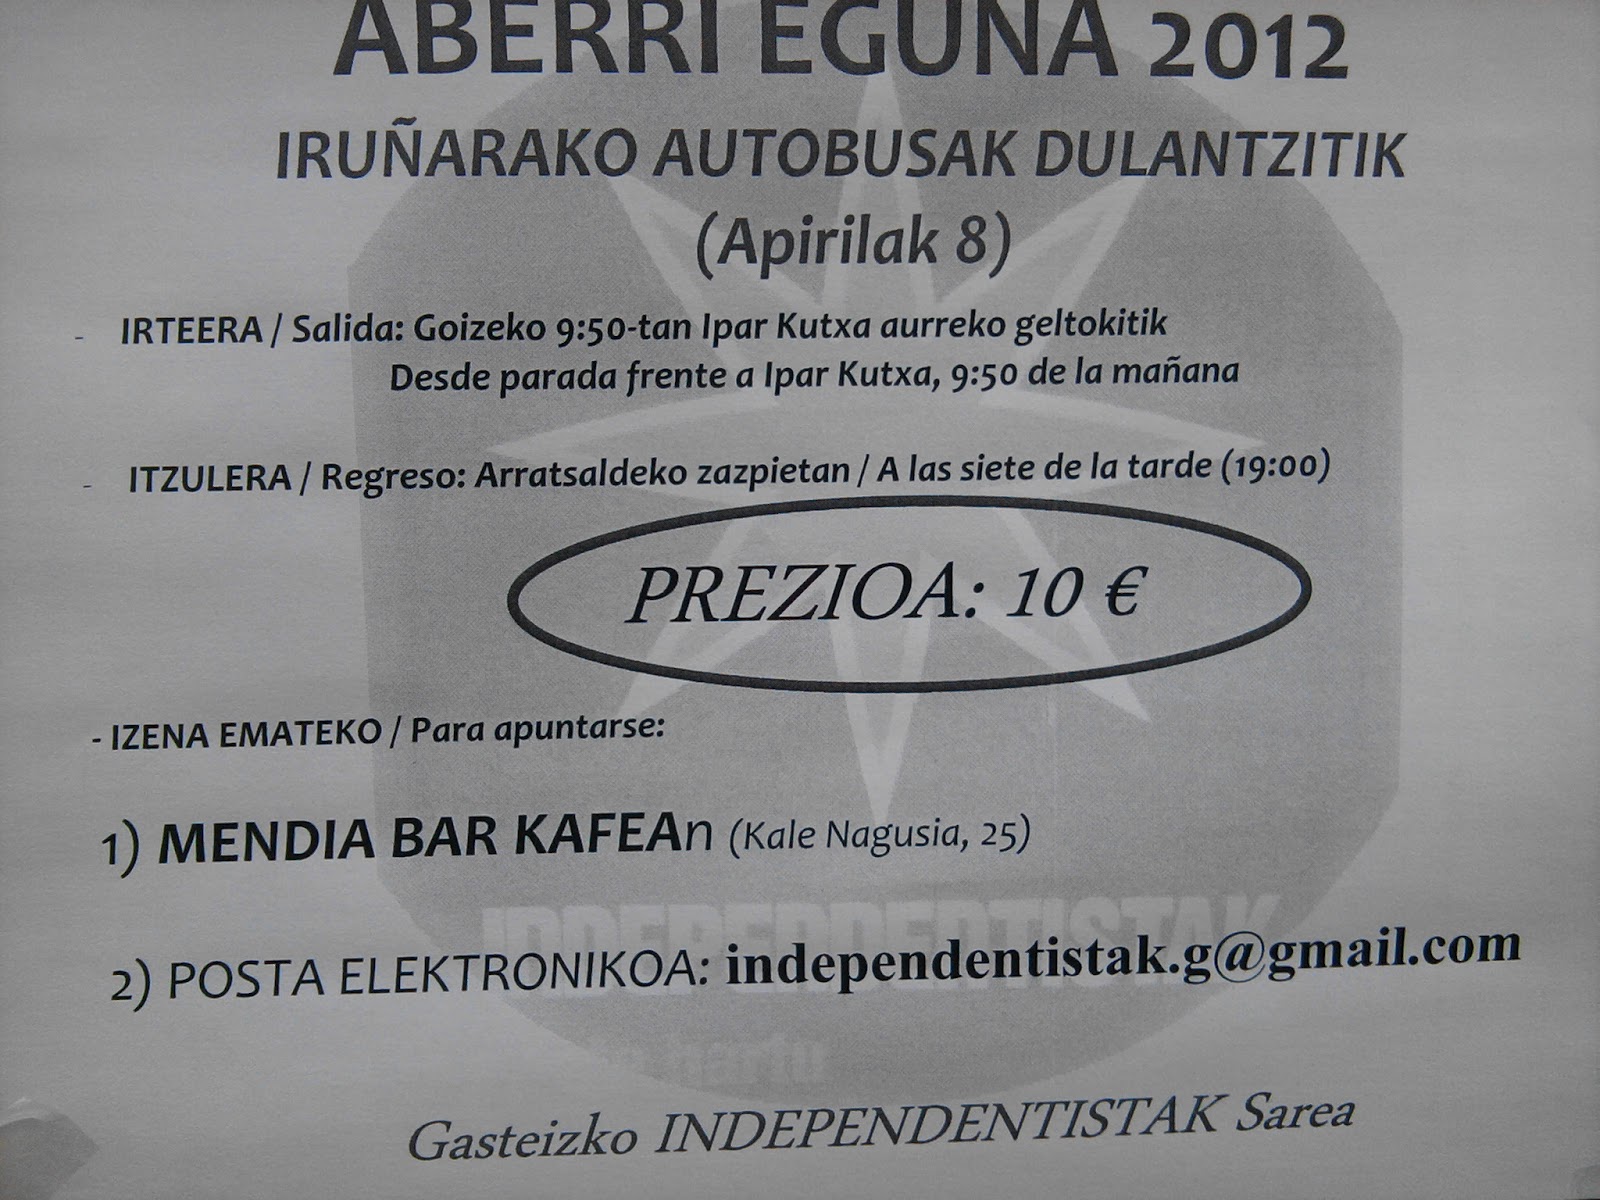 ABERRI EGUNA 2012
IRUÑARAKO AUTOBUSAK DULANTZITIK
(Apirilak 8)
- IRTEERA / Salida: Goizeko 9:50-tan Ipar Kutxa aurreko geltokitik
Desde parada frente a Ipar Kutxa, 9:50 de la mañana
- ITZULERA / Regreso: Arratsaldeko zazpietan / A las siete de la tarde (19:00)
PREZIOA: 10 €
- IZENA EMATEKO / Para apuntarse:
1) MENDIA BAR KAFEAn (Kale Nagusia, 25)
INDEPENDENTISTAK
2) POSTA ELEKTRONIKOA: independentistak.g@gmail.com
hartu
Gasteizko INDEPENDENTISTAK Sarea